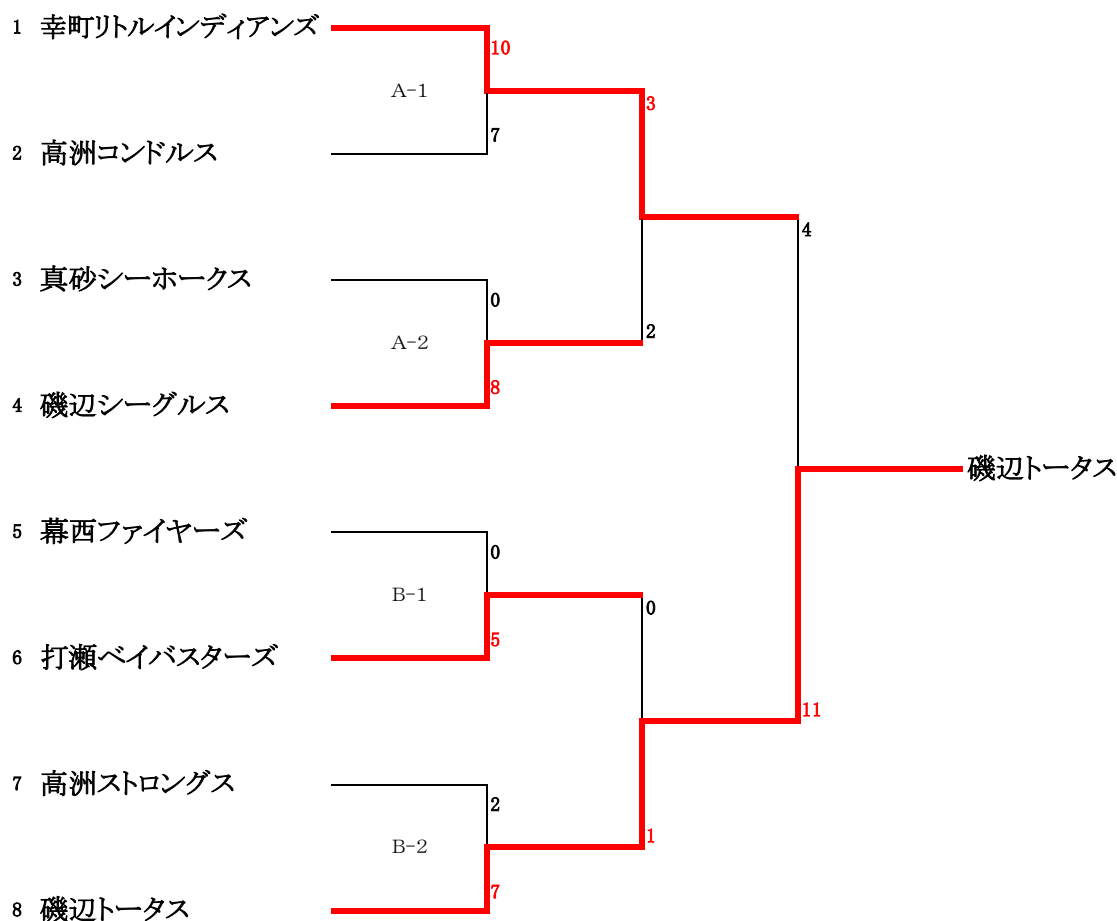 1 幸町リトルインディアンズ
10
A-1
3
7
2 高洲コンドルス
4
3 真砂シーホークス
0
A-2
2
8
4 磯辺シーグルス
磯辺トータス
5 幕西ファイヤーズ
0
B-1
0
5
6 打瀬ベイバスターズ
11
7 高洲ストロングス
2
B-2
1
7
8 磯辺トータス